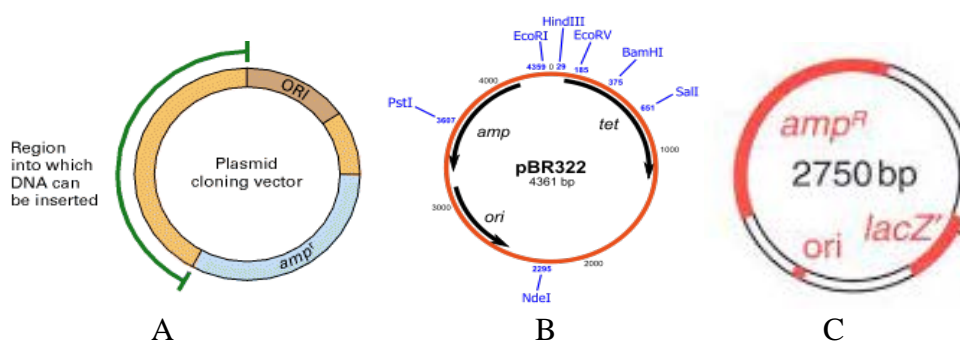 Region
into which
DNA can
be inserted
ORI
Plasmid
cloning vector
ampʳ
A
HindIII
EcoRI
EcoRV
4359
0
29
185
BamHI
375
4000
PstI
3607
651
SalI
amp
tet
1000
pBR322
4361 bp
3000
ori
2000
2295
NdeI
B
ampᴿ
2750 bp
lacZ'
ori
C